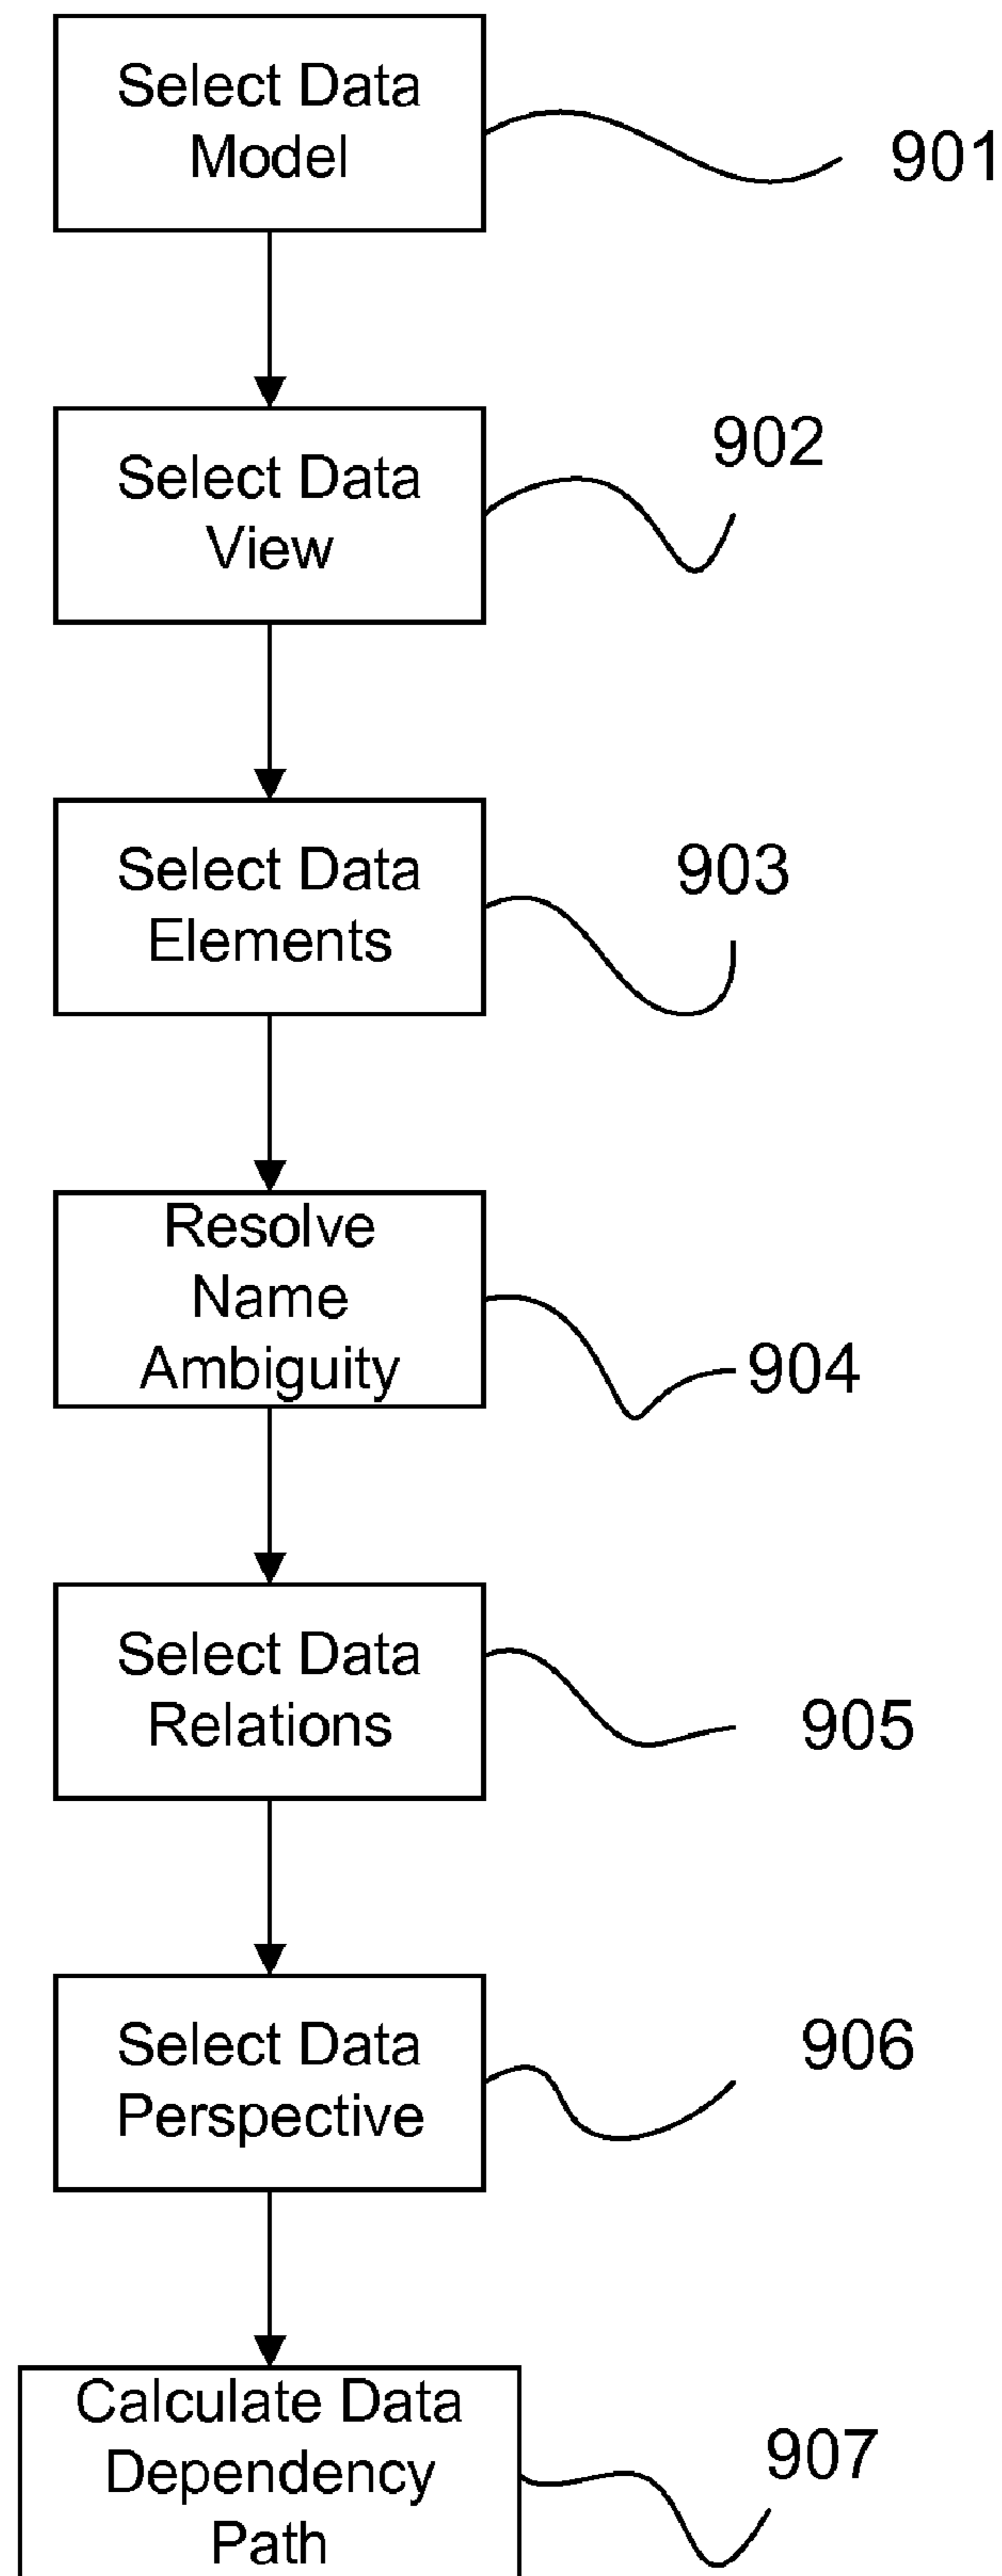 Select Data
Model
901
Select Data
View
902
Select Data
Elements
903
Resolve
Name
Ambiguity
904
Select Data
Relations
905
Select Data
Perspective
906
Calculate Data
Dependency
Path
907